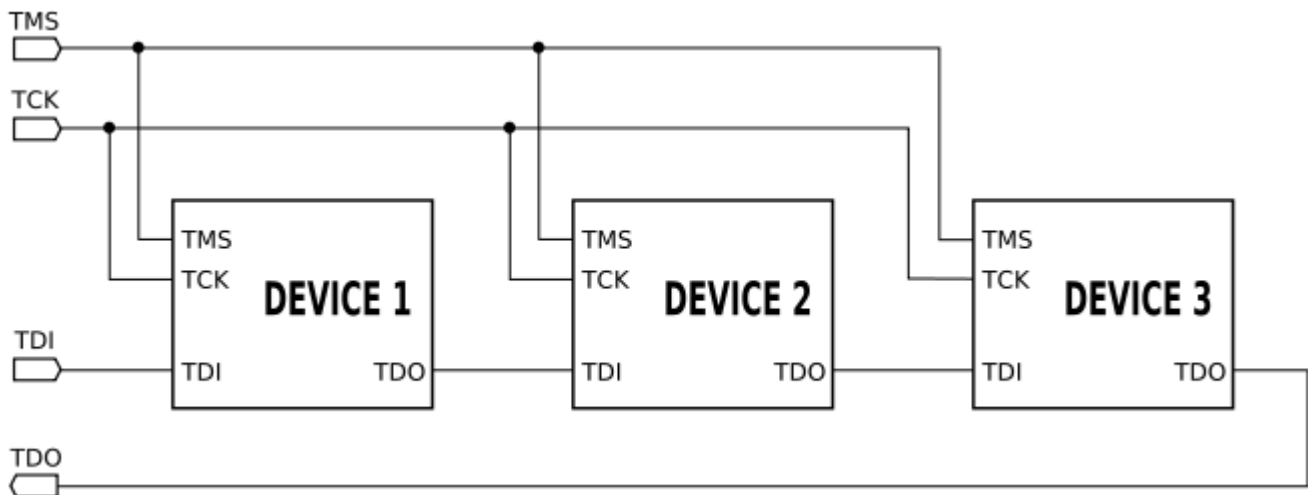 TMS
TCK
TMS
TCK
DEVICE 1
TMS
TCK
DEVICE 2
TMS
TCK
DEVICE 3
TDI
TDI TDO
TDI TDO
TDI TDO
TDO